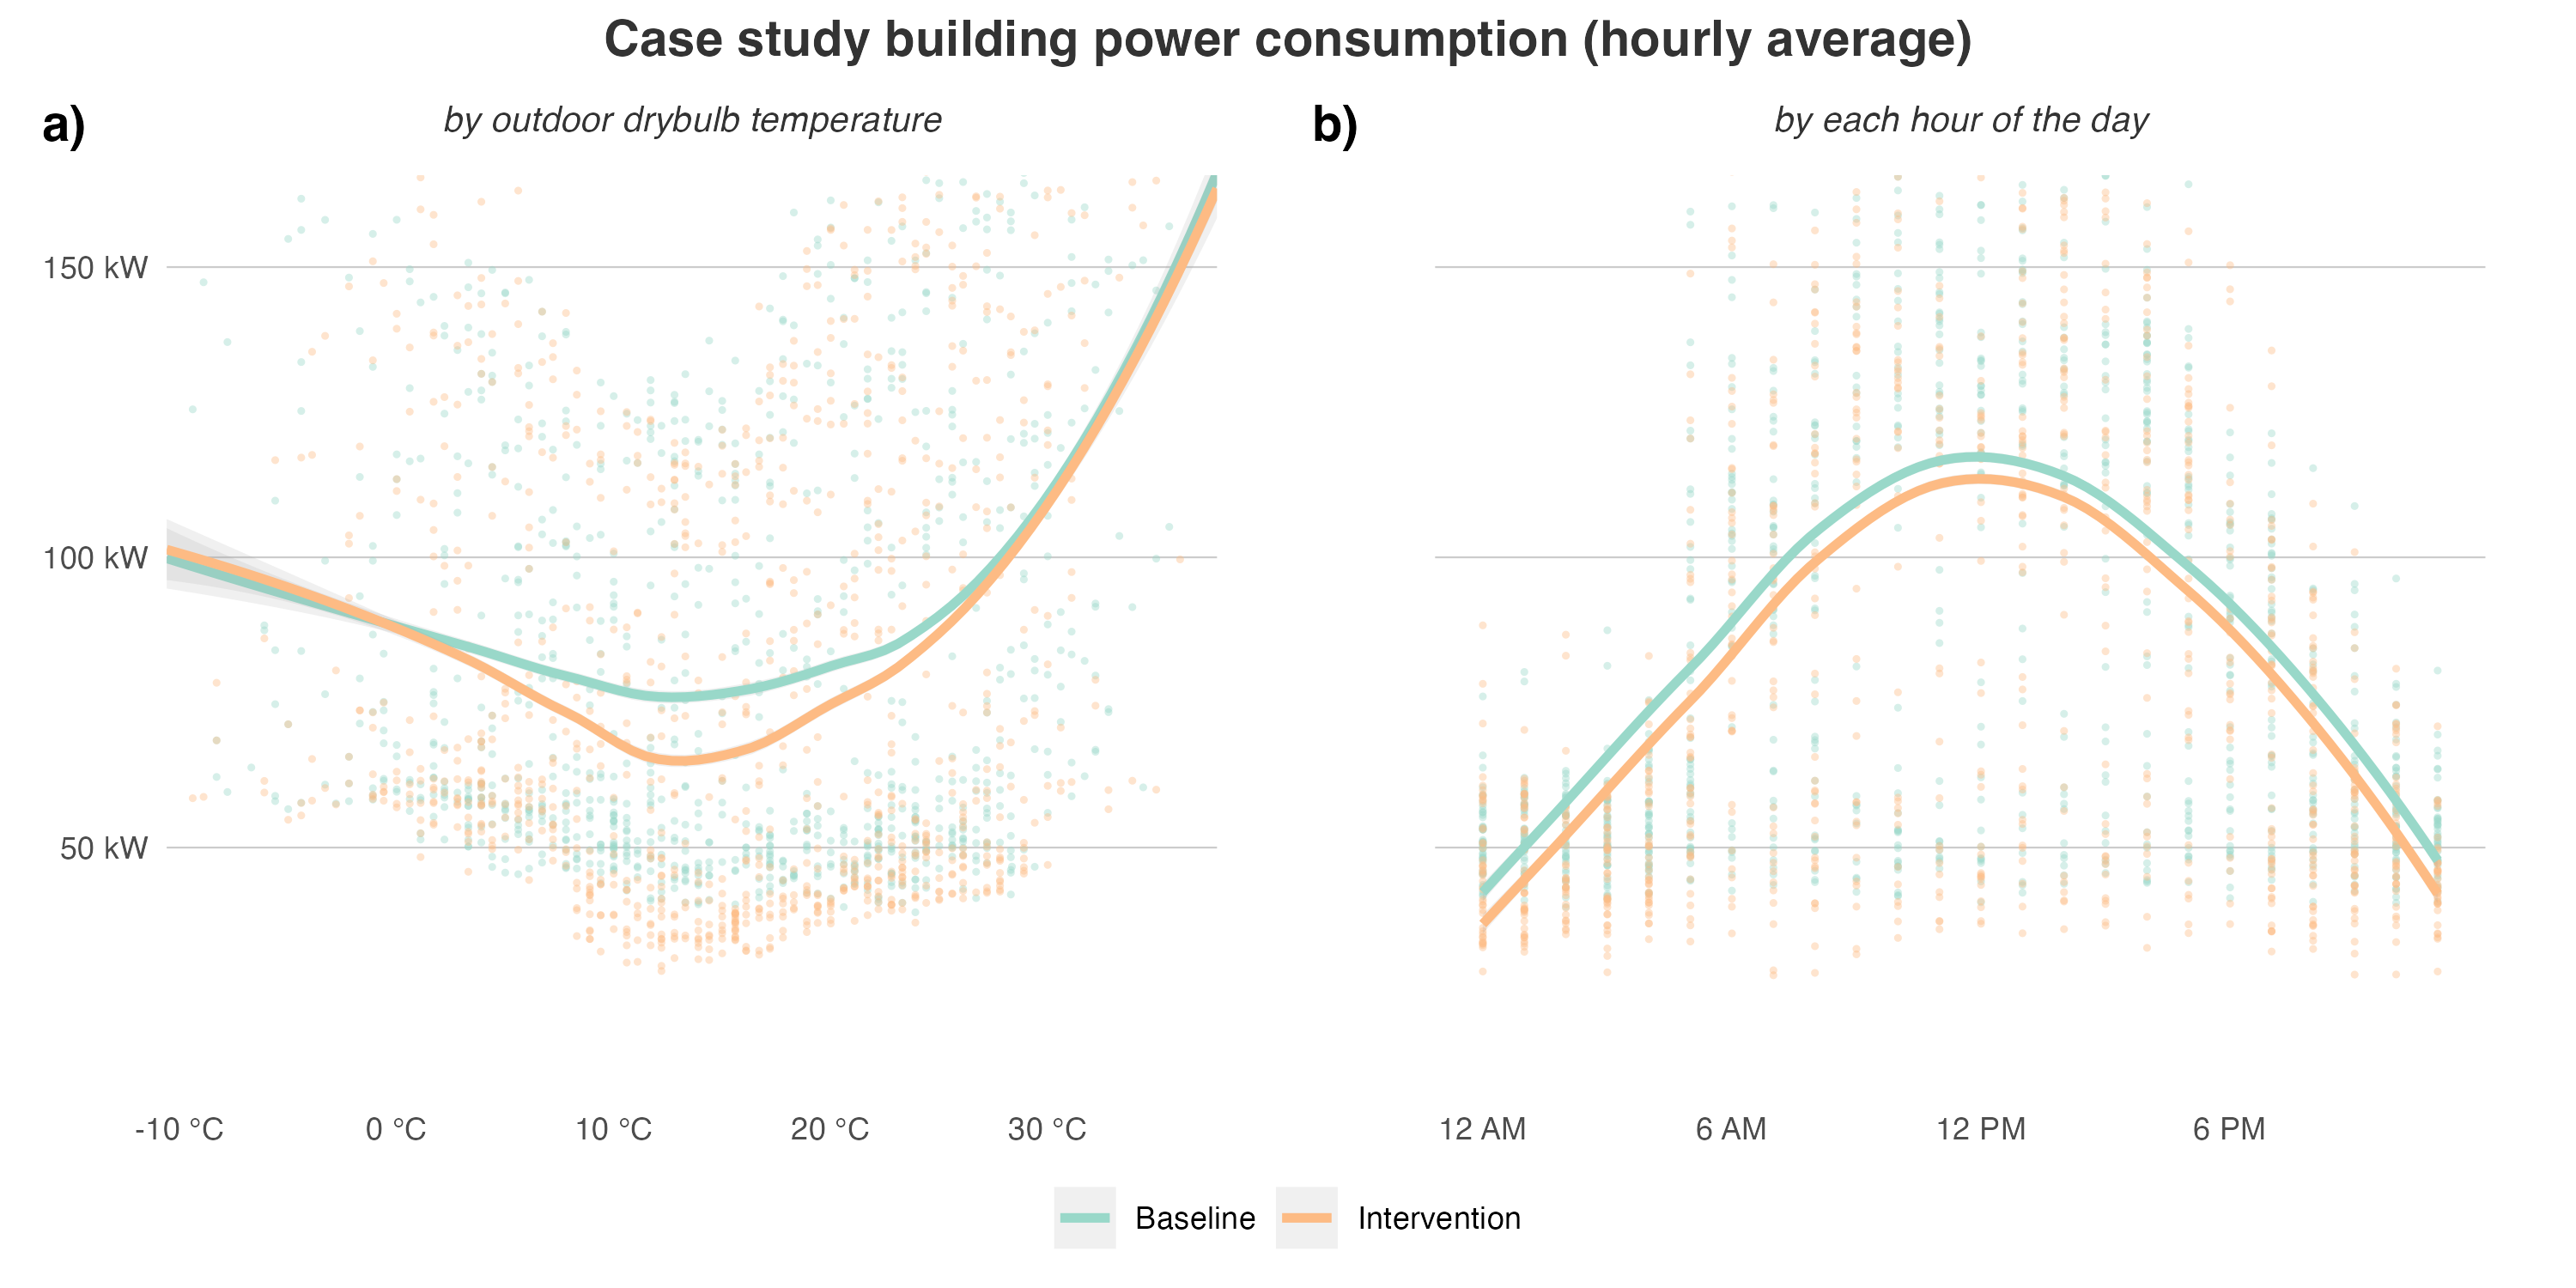 Case study building power consumption (hourly average)
a)
by outdoor drybulb temperature
b)
by each hour of the day
150 kW
100 kW
50 kW
-10 °C
0 °C
10 °C
20 °C
30 °C
12 AM
6 AM
12 PM
6 PM
Baseline
Intervention